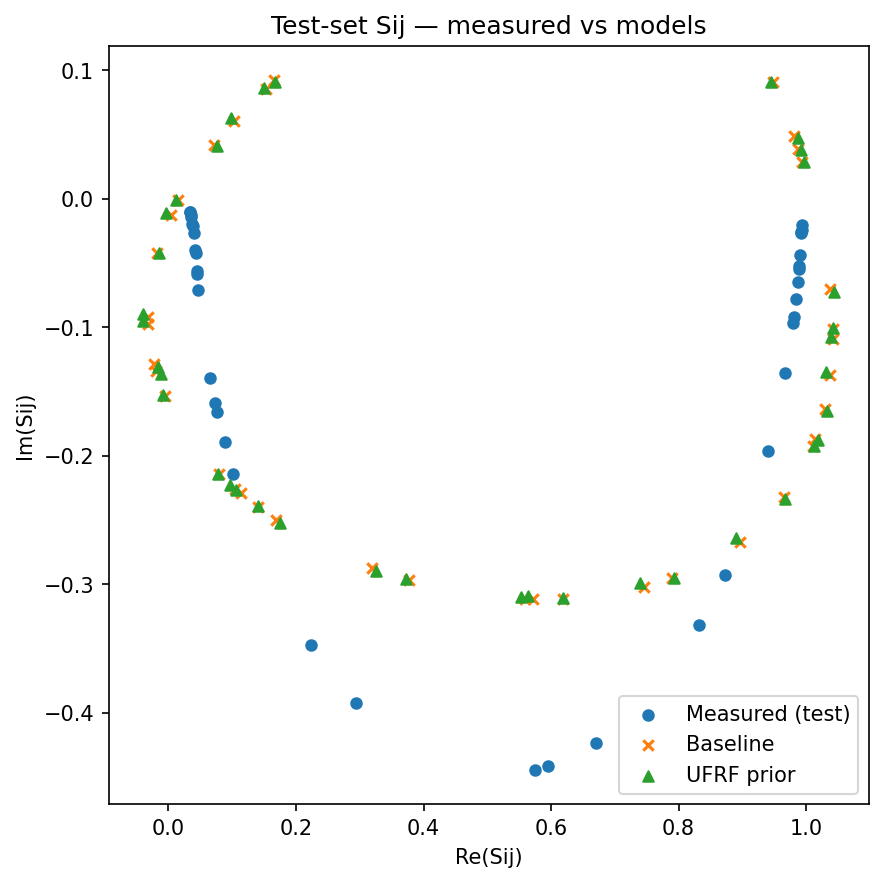 Test-set Sij — measured vs models
0.1
0.0
−0.1
−0.2
−0.3
−0.4
Im(Sij)
0.0 0.2 0.4 0.6 0.8 1.0
Re(Sij)
Measured (test)
Baseline
UFRF prior